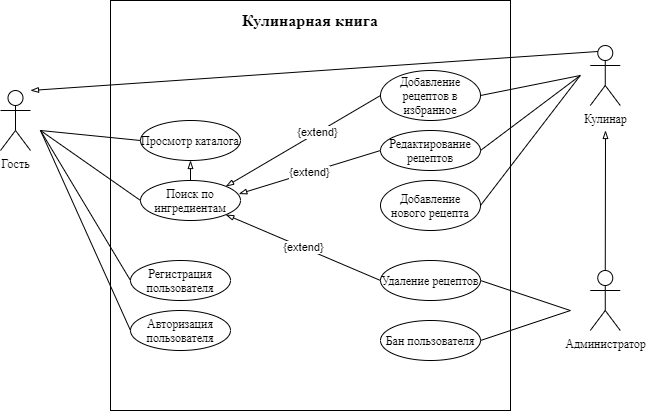 Кулинарная книга
Добавление
рецептов в
избранное
Кулинар
{extend}
Просмотр каталога
Редактирование
рецептов
Гость
{extend}
Поиск по
ингредиентам
Добавление
нового рецепта
{extend}
Регистрация
пользователя
Удаление рецептов
Авторизация
пользователя
Бан пользователя
Администратор